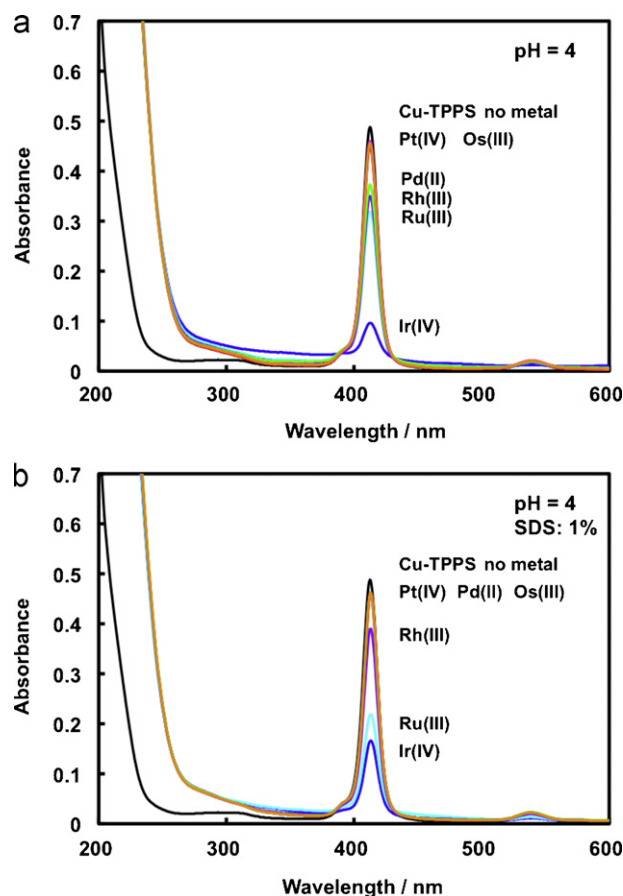 a
0.7
0.6
0.5
0.4
0.3
0.2
0.1
0
Absorbance
pH = 4
Cu-TPPS no metal
Pt(IV) Os(III)
Pd(II)
Rh(III)
Ru(III)
Ir(IV)
200 300 400 500 600
Wavelength / nm
b
0.7
0.6
0.5
0.4
0.3
0.2
0.1
0
Absorbance
pH = 4
SDS: 1%
Cu-TPPS no metal
Pt(IV) Pd(II) Os(III)
Rh(III)
Ru(III)
Ir(IV)
200 300 400 500 600
Wavelength / nm